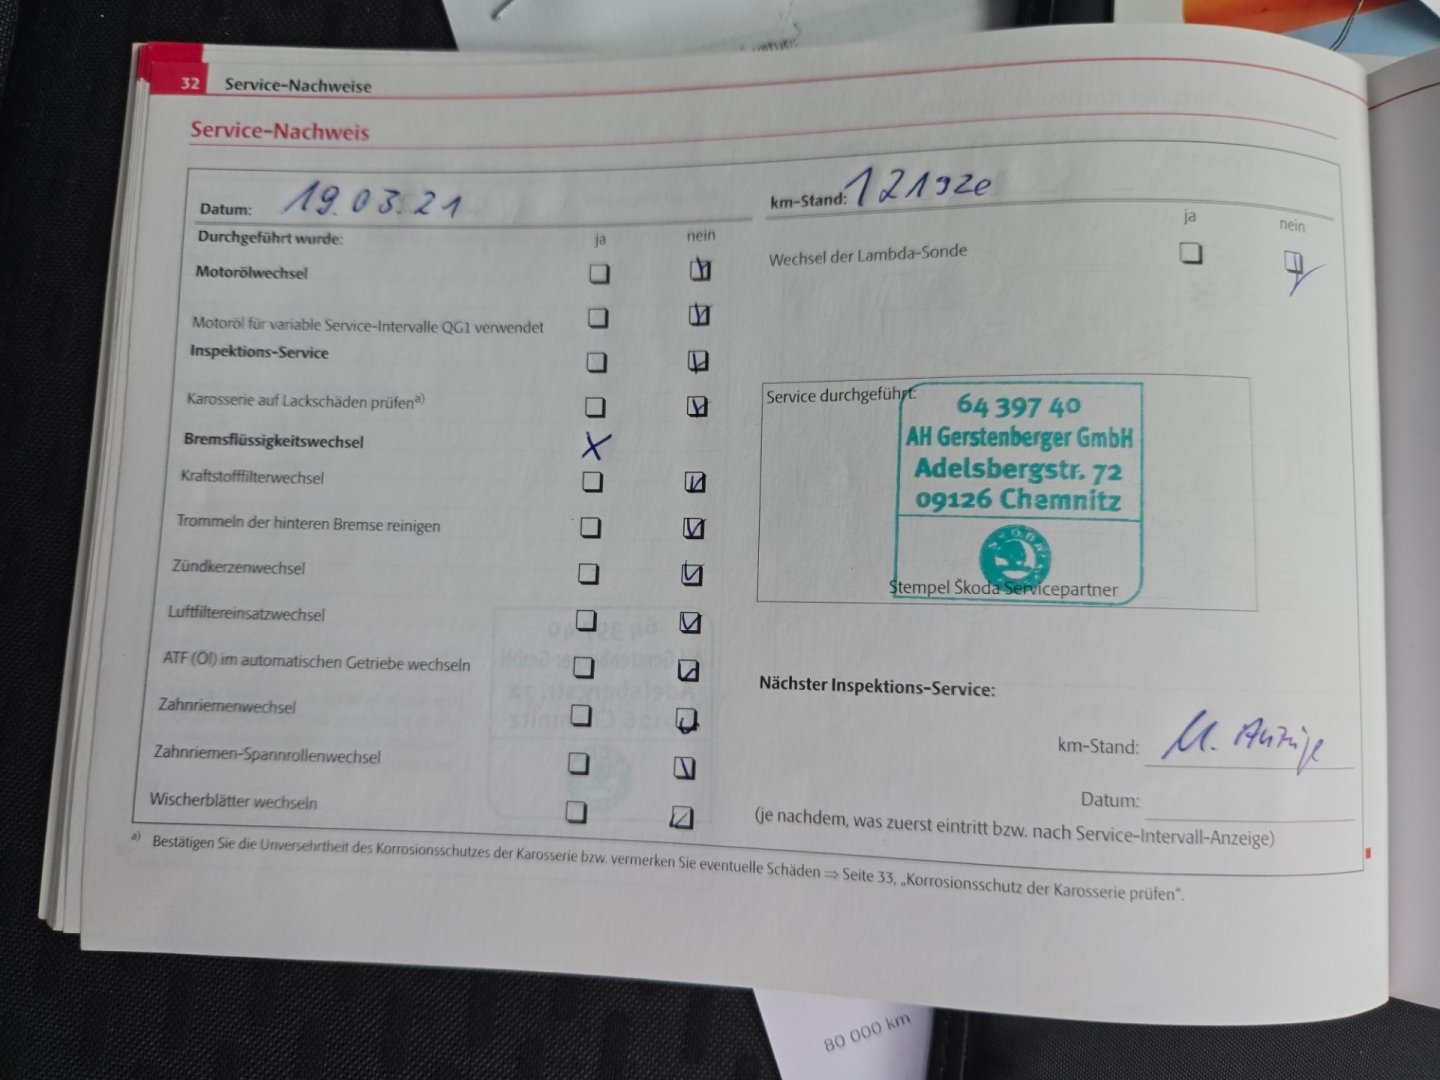 32 Service-Nachweise
Service-Nachweis
Datum: 19.03.21
km-Stand:
Durchgeführt wurde: ja nein
Motorölwechsel
Motoröl für variable Service-Intervalle QG1 verwendet
Inspektions-Service
Karosserie auf Lackschäden prüfen a)
Bremsflüssigkeitswechsel X
Kraftstofffilterwechsel
Trommeln der hinteren Bremse reinigen
Zündkerzenwechsel
Luftfiltereinsatzwechsel
ATF (Öl) im automatischen Getriebe wechseln
Zahnriemenwechsel
Zahnriemen-Spannrollenwechsel
Wischerblätter wechseln
ja nein
Wechsel der Lambda-Sonde
Service durchgeführt:
64 397 40
AH Gerstenberger GmbH
Adelsbergstr. 72
09126 Chemnitz
Stempel Škoda Servicepartner
Nächster Inspektions-Service:
km-Stand:
Datum:
(je nachdem, was zuerst eintritt bzw. nach Service-Intervall-Anzeige)
a) Bestätigen Sie die Unversehrtheit des Korrosionsschutzes der Karosserie bzw. vermerken Sie eventuelle Schäden ⇒ Seite 33, „Korrosionsschutz der Karosserie prüfen“.
80 000 km